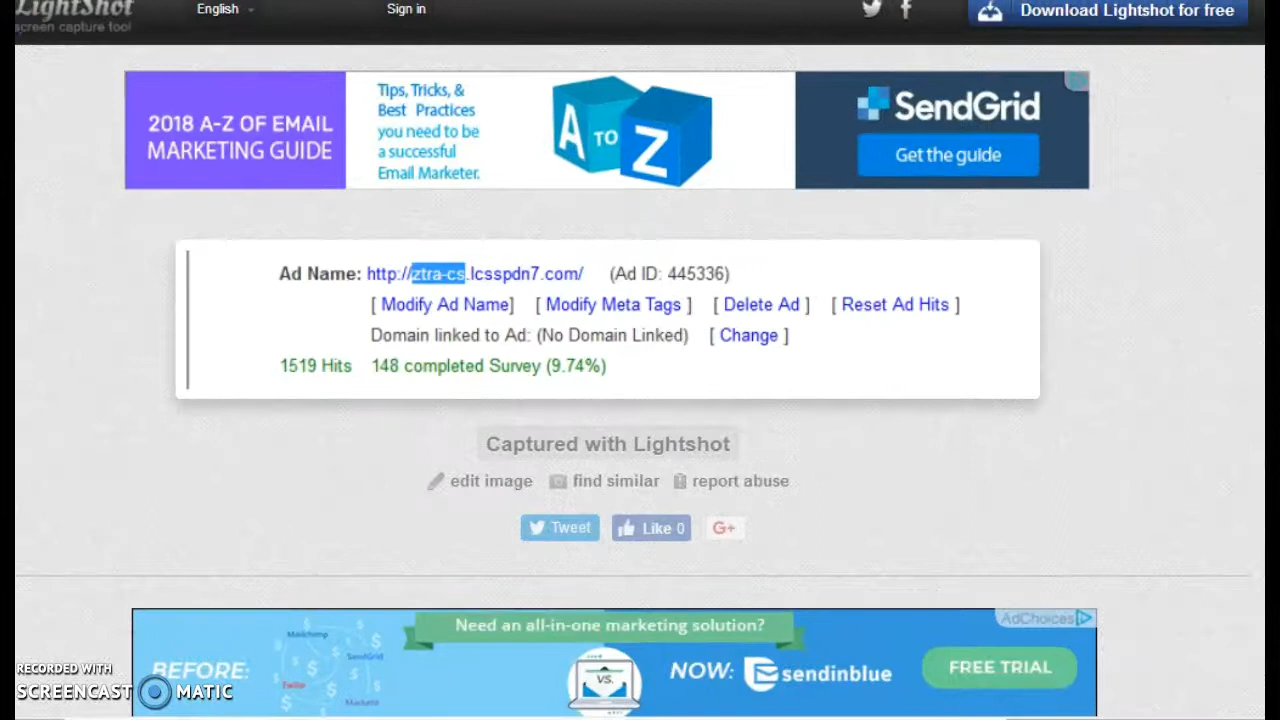 LightShot
screen capture tool
English
Sign in
Download Lightshot for free
2018 A-Z OF EMAIL
MARKETING GUIDE
Tips, Tricks, &
Best Practices
you need to be
a successful
Email Marketer.
A TO Z
SendGrid
Get the guide
Ad Name: http://ztra-cs.lcsspdn7.com/ (Ad ID: 445336)
[ Modify Ad Name] [ Modify Meta Tags ] [ Delete Ad ] [ Reset Ad Hits ]
Domain linked to Ad: (No Domain Linked) [ Change ]
1519 Hits 148 completed Survey (9.74%)
Captured with Lightshot
edit image find similar report abuse
Tweet Like 0 G+
AdChoices
Need an all-in-one marketing solution?
Mailchimp
SendGrid
Twilio
BEFORE:
VS.
NOW: sendinblue
FREE TRIAL
RECORDED WITH
SCREENCAST MATIC